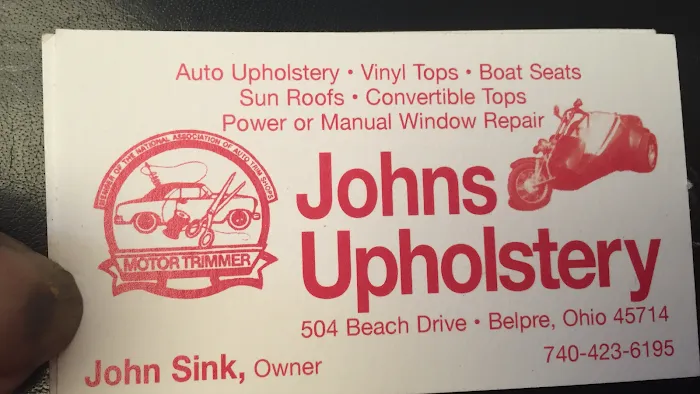 Auto Upholstery • Vinyl Tops • Boat Seats
Sun Roofs • Convertible Tops
Power or Manual Window Repair
MEMBER OF THE NATIONAL ASSOCIATION OF AUTO TRIM SHOPS
MOTOR TRIMMER
Johns
Upholstery
504 Beach Drive • Belpre, Ohio 45714
740-423-6195
John Sink, Owner